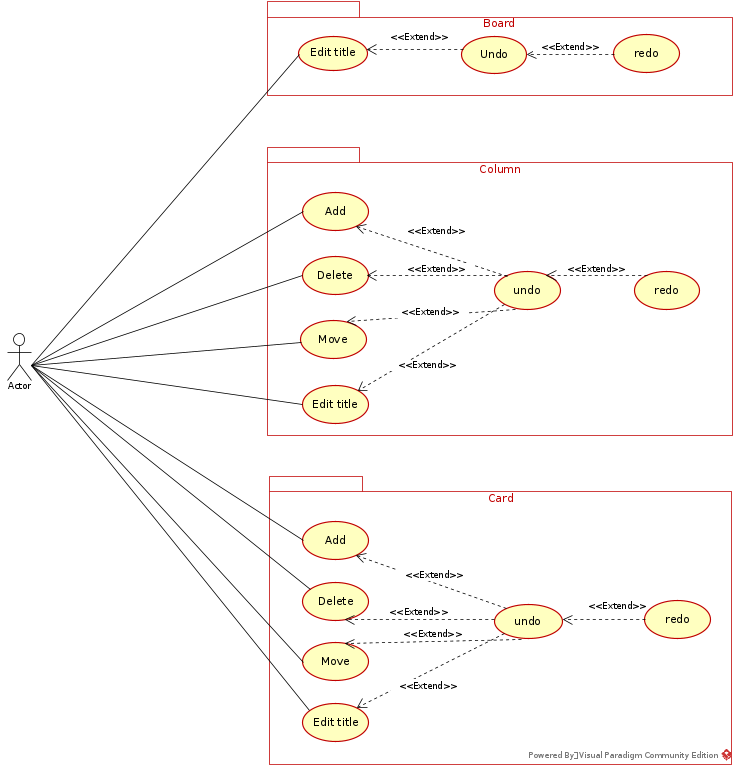 Board
<<Extend>>
<<Extend>>
Edit title
Undo
redo
Column
Add
<<Extend>>
Delete
<<Extend>>
<<Extend>>
undo
redo
Move
<<Extend>>
<<Extend>>
Edit title
Actor
Card
Add
<<Extend>>
Delete
<<Extend>>
<<Extend>>
undo
redo
<<Extend>>
Move
<<Extend>>
Edit title
Powered By Visual Paradigm Community Edition